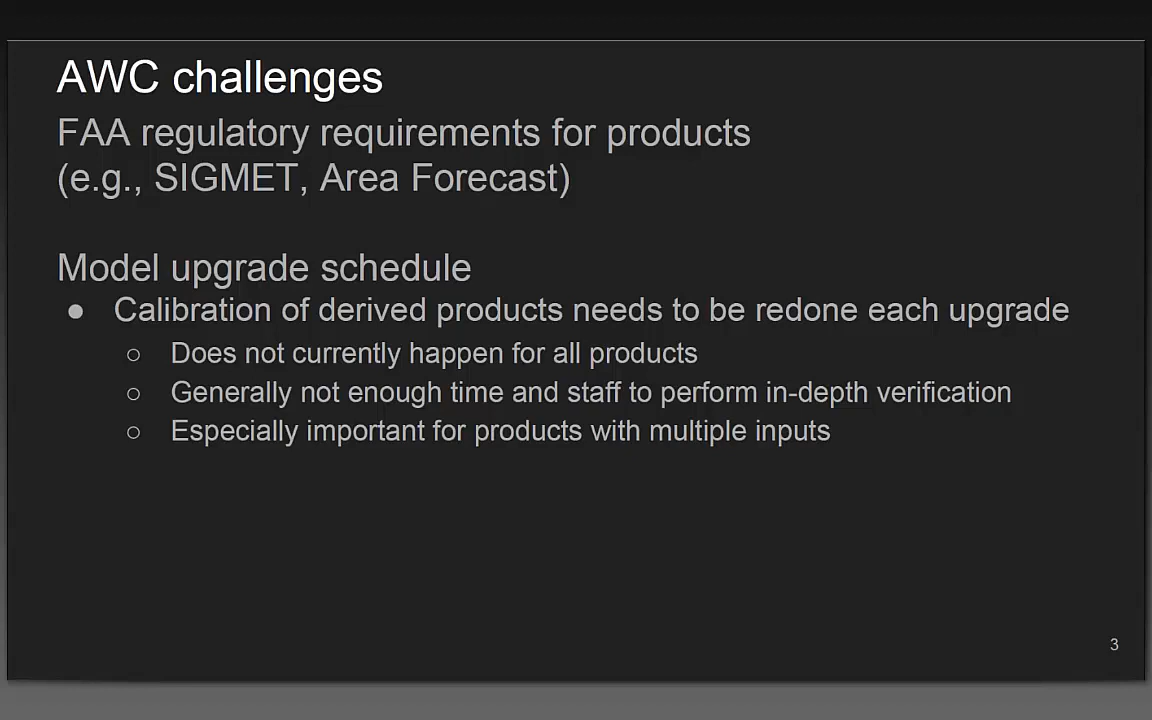 AWC challenges
FAA regulatory requirements for products
(e.g., SIGMET, Area Forecast)
Model upgrade schedule
● Calibration of derived products needs to be redone each upgrade
○ Does not currently happen for all products
○ Generally not enough time and staff to perform in-depth verification
○ Especially important for products with multiple inputs
3